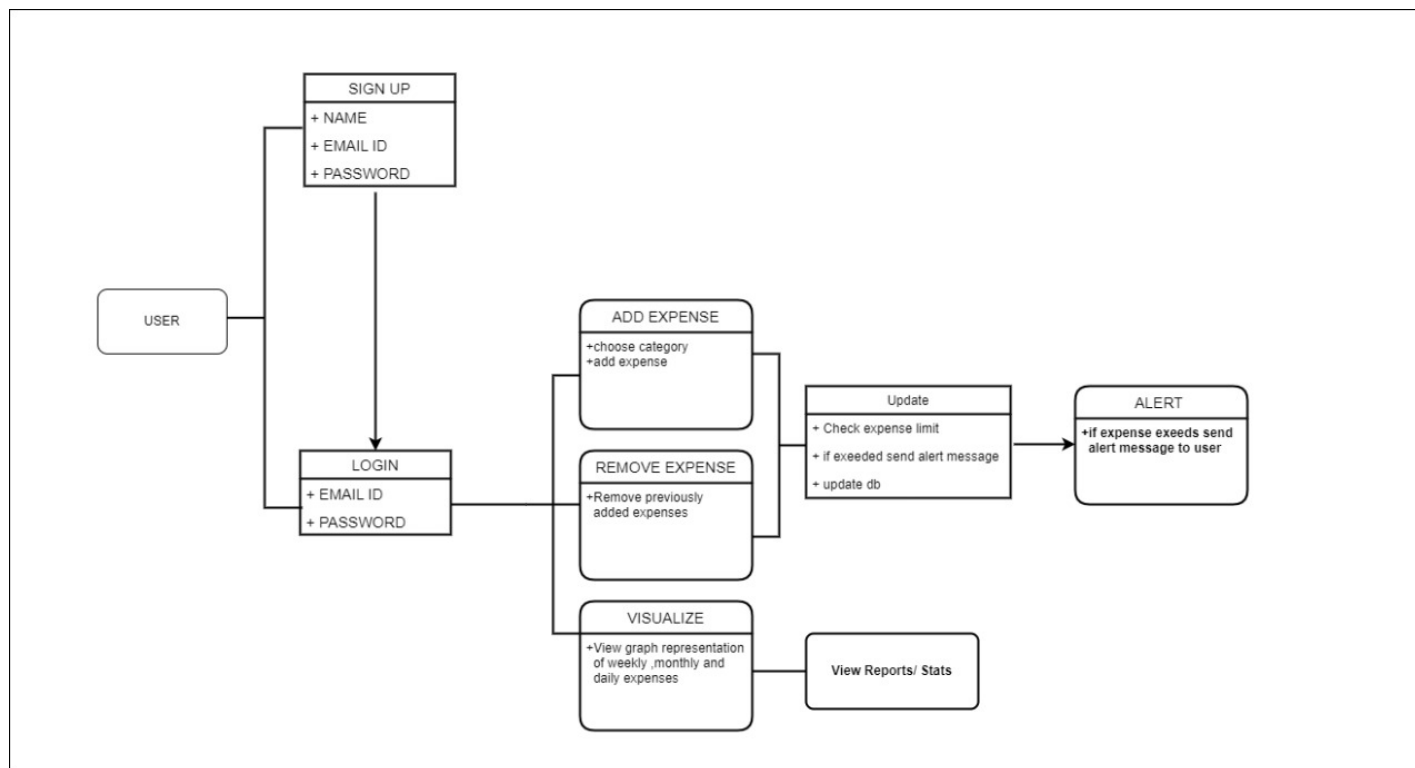 SIGN UP
+ NAME
+ EMAIL ID
+ PASSWORD
USER
LOGIN
+ EMAIL ID
+ PASSWORD
ADD EXPENSE
+choose category
+add expense
REMOVE EXPENSE
+Remove previously
added expenses
VISUALIZE
+View graph representation
of weekly ,monthly and
daily expenses
Update
+ Check expense limit
+ if exeeded send alert message
+ update db
ALERT
+if expense exeeds send
alert message to user
View Reports/ Stats